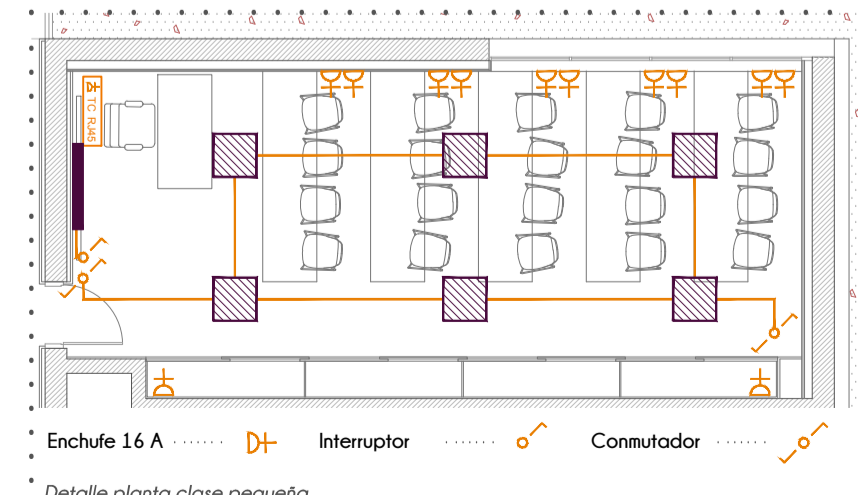 TC RJ45
Enchufe 16 A
Interruptor
Conmutador
Detalle planta clase pequeña